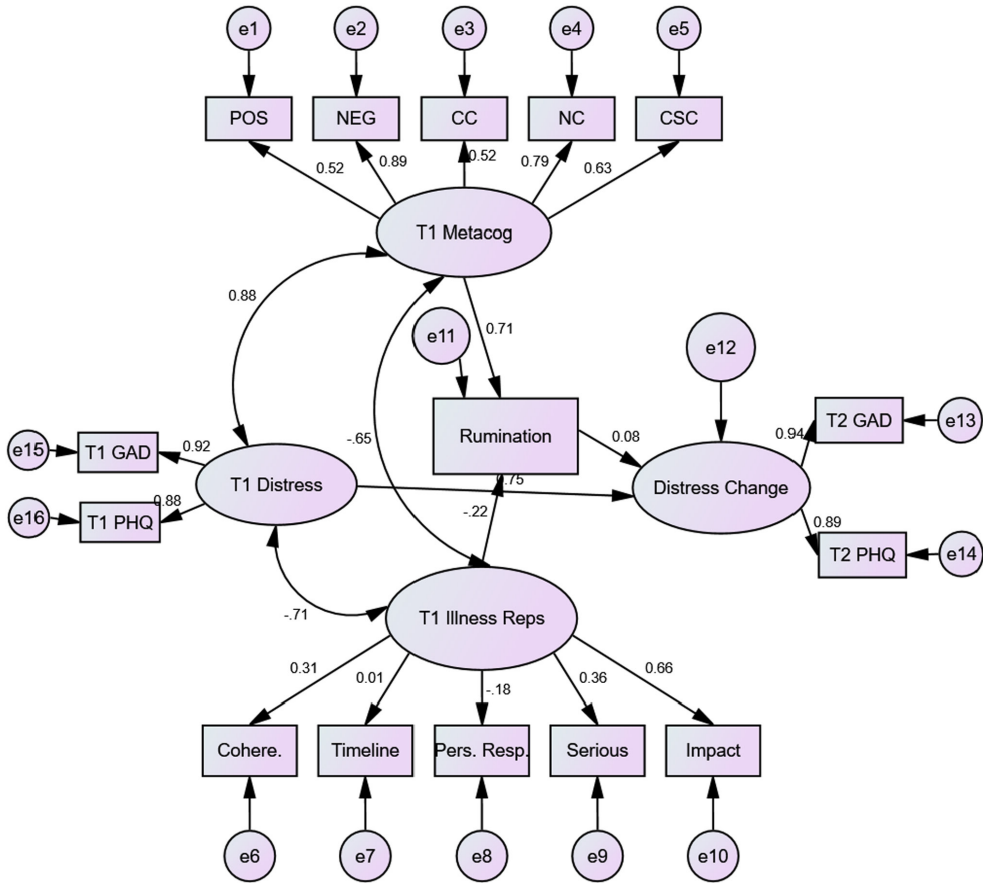 e1
e2
e3
e4
e5
POS
NEG
CC
NC
CSC
0.52
0.89
0.52
0.79
0.63
T1 Metacog
0.88
0.71
e11
e12
-.65
Rumination
0.08
0.94
T2 GAD
e13
e15
T1 GAD
0.92
T1 Distress
0.75
Distress Change
e16
T1 PHQ
0.88
-.22
0.89
T2 PHQ
e14
-.71
T1 Illness Reps
0.31
0.01
-.18
0.36
0.66
Cohere.
Timeline
Pers. Resp.
Serious
Impact
e6
e7
e8
e9
e10